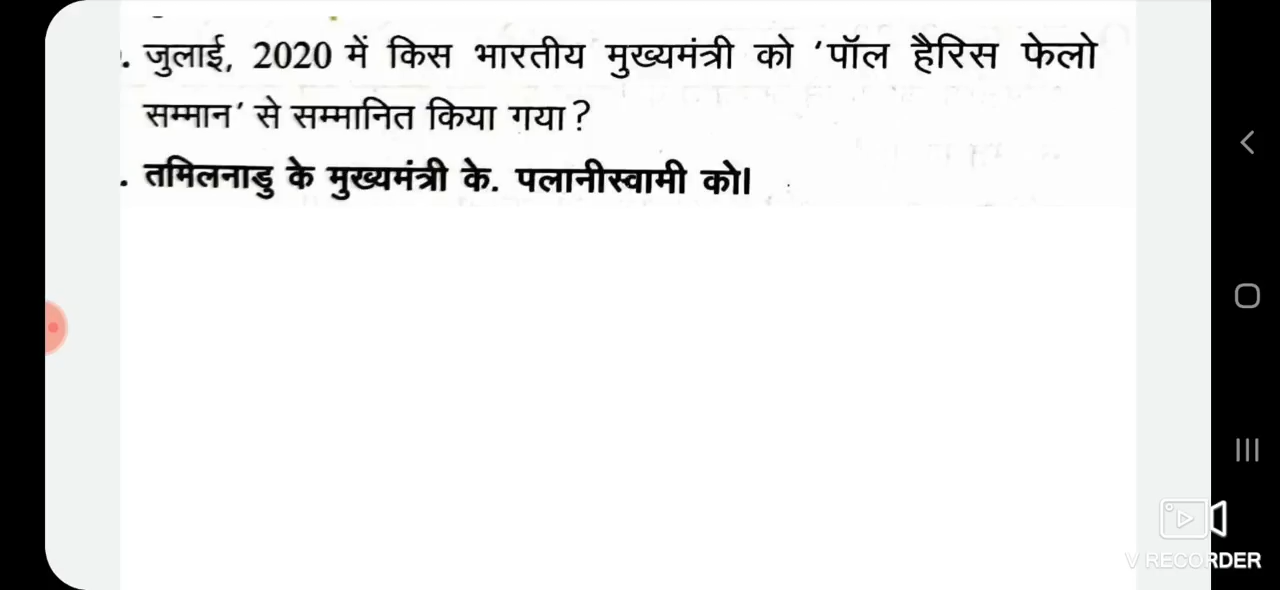 . जुलाई, 2020 में किस भारतीय मुख्यमंत्री को 'पॉल हैरिस फेलो
सम्मान' से सम्मानित किया गया?
. तमिलनाडु के मुख्यमंत्री के. पलानीस्वामी को।
V RECORDER